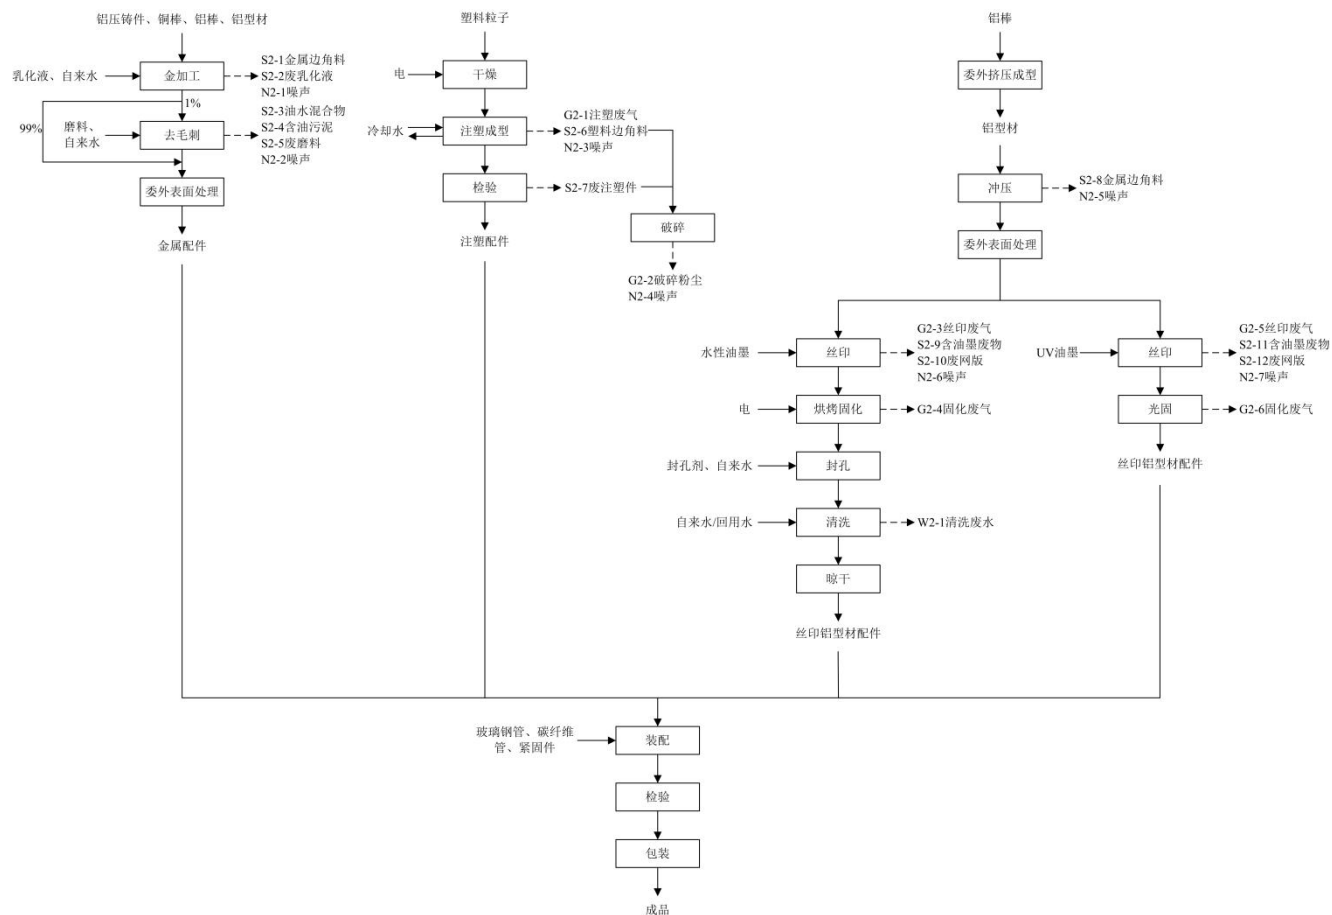 铝压铸件、铜棒、铝棒、铝型材
乳化液、自来水
金加工
S2-1金属边角料
S2-2废乳化液
N2-1噪声
1%
99%
磨料、
自来水
去毛刺
S2-3油水混合物
S2-4含油污泥
S2-5废磨料
N2-2噪声
委外表面处理
金属配件
塑料粒子
电
干燥
冷却水
注塑成型
G2-1注塑废气
S2-6塑料边角料
N2-3噪声
检验
S2-7废注塑件
破碎
G2-2破碎粉尘
N2-4噪声
注塑配件
铝棒
委外挤压成型
铝型材
冲压
S2-8金属边角料
N2-5噪声
委外表面处理
水性油墨
丝印
G2-3丝印废气
S2-9含油墨废物
S2-10废网版
N2-6噪声
电
烘烤固化
G2-4固化废气
封孔剂、自来水
封孔
自来水/回用水
清洗
W2-1清洗废水
晾干
丝印铝型材配件
UV油墨
丝印
G2-5丝印废气
S2-11含油墨废物
S2-12废网版
N2-7噪声
光固
G2-6固化废气
丝印铝型材配件
玻璃钢管、碳纤维
管、紧固件
装配
检验
包装
成品